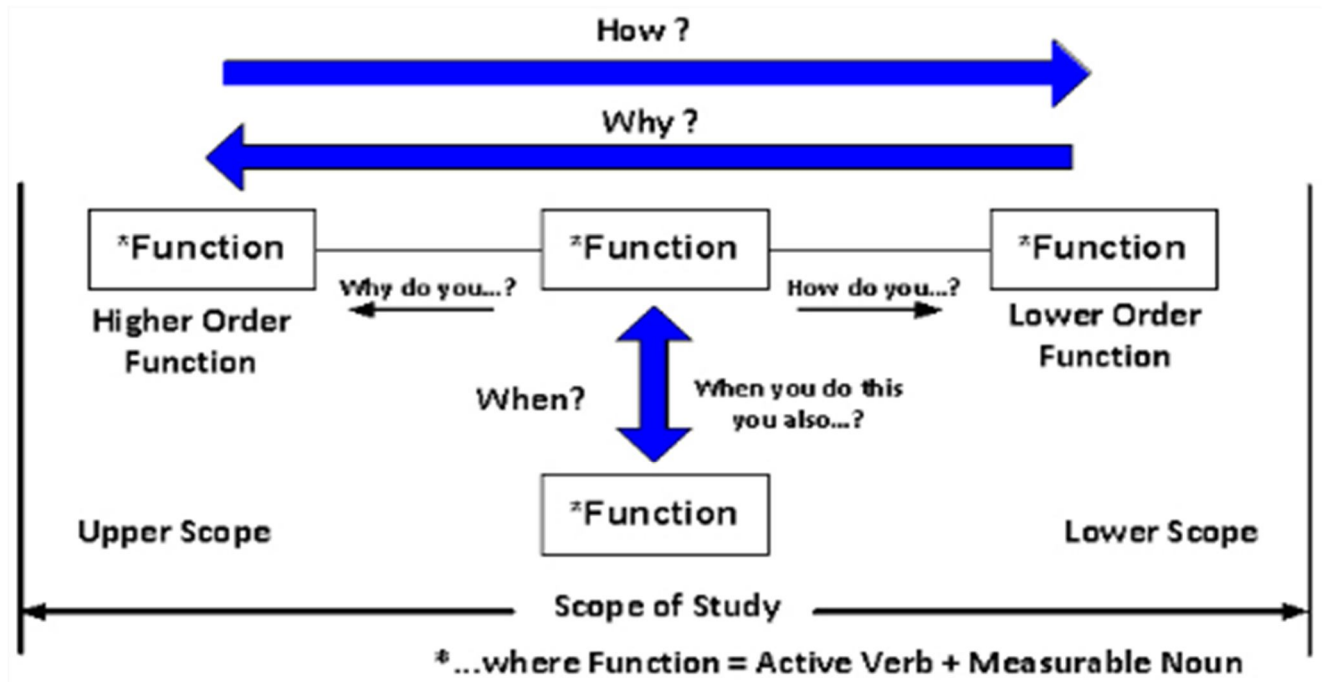 How ?
Why ?
*Function
*Function
*Function
Why do you...?
How do you...?
Higher Order
Function
Lower Order
Function
When?
When you do this
you also...?
*Function
Upper Scope
Lower Scope
Scope of Study
*...where Function = Active Verb + Measurable Noun